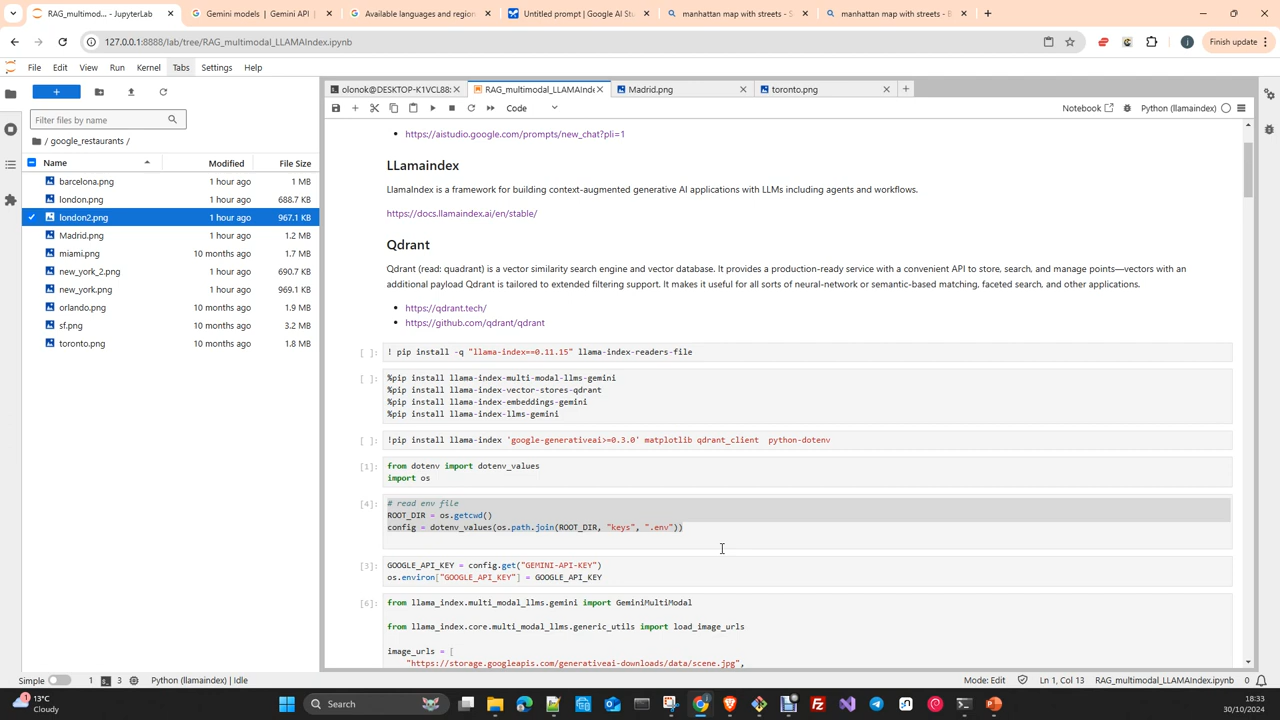 RAG_multimod... - JupyterLab
Gemini models | Gemini API
Available languages and region
Untitled prompt | Google AI Stu
manhattan map with streets - S
manhattan map with streets - B
127.0.0.1:8888/lab/tree/RAG_multimodal_LLAMAIndex.ipynb
Finish update
File Edit View Run Kernel Tabs Settings Help
Filter files by name
/ google_restaurants /
Name Modified File Size
barcelona.png 1 hour ago 1 MB
london.png 1 hour ago 688.7 KB
london2.png 1 hour ago 967.1 KB
Madrid.png 1 hour ago 1.2 MB
miami.png 10 months ago 1.7 MB
new_york_2.png 1 hour ago 690.7 KB
new_york.png 1 hour ago 969.1 KB
orlando.png 10 months ago 1.9 MB
sf.png 10 months ago 3.2 MB
toronto.png 10 months ago 1.8 MB
olonok@DESKTOP-K1VCL88:
RAG_multimodal_LLAMAInde
Madrid.png
toronto.png
Code
Notebook
Python (llamaindex)
https://aistudio.google.com/prompts/new_chat?pli=1
LLamaindex
LlamaIndex is a framework for building context-augmented generative AI applications with LLMs including agents and workflows.
https://docs.llamaindex.ai/en/stable/
Qdrant
Qdrant (read: quadrant) is a vector similarity search engine and vector database. It provides a production-ready service with a convenient API to store, search, and manage points—vectors with an
additional payload Qdrant is tailored to extended filtering support. It makes it useful for all sorts of neural-network or semantic-based matching, faceted search, and other applications.
https://qdrant.tech/
https://github.com/qdrant/qdrant
[ ]: ! pip install -q "llama-index==0.11.15" llama-index-readers-file
[ ]: %pip install llama-index-multi-modal-llms-gemini
%pip install llama-index-vector-stores-qdrant
%pip install llama-index-embeddings-gemini
%pip install llama-index-llms-gemini
[ ]: !pip install llama-index 'google-generativeai>=0.3.0' matplotlib qdrant_client python-dotenv
[1]: from dotenv import dotenv_values
import os
[4]: # read env file
ROOT_DIR = os.getcwd()
config = dotenv_values(os.path.join(ROOT_DIR, "keys", ".env"))
[3]: GOOGLE_API_KEY = config.get("GEMINI-API-KEY")
os.environ["GOOGLE_API_KEY"] = GOOGLE_API_KEY
[6]: from llama_index.multi_modal_llms.gemini import GeminiMultiModal
from llama_index.core.multi_modal_llms.generic_utils import load_image_urls
image_urls = [
"https://storage.googleapis.com/generativeai-downloads/data/scene.jpg",
Simple 1 3 Python (llamaindex) | Idle Mode: Edit Ln 1, Col 13 RAG_multimodal_LLAMAIndex.ipynb 0
13°C
Cloudy
Search
18:33
30/10/2024